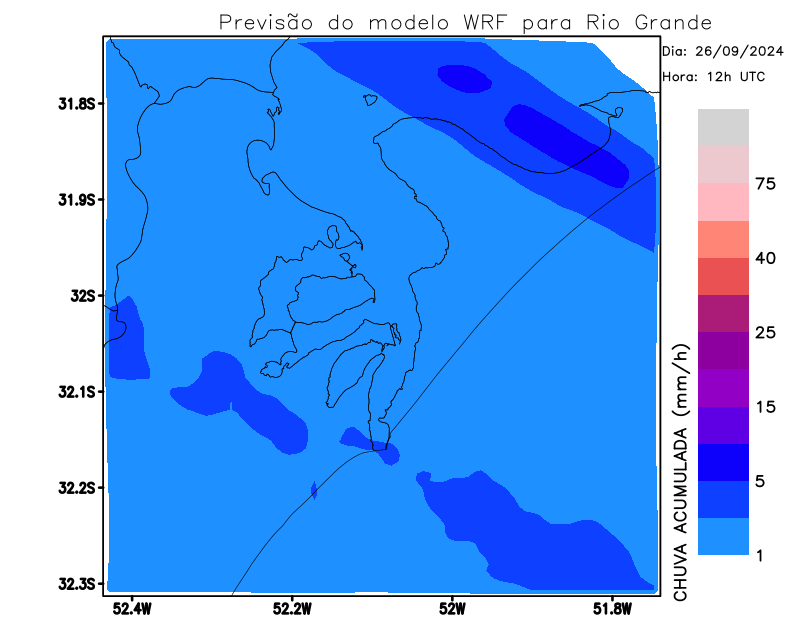 Previsão do modelo WRF para Rio Grande
Dia: 26/09/2024
Hora: 12h UTC
31.8S
31.9S
32S
32.1S
32.2S
32.3S
52.4W
52.2W
52W
51.8W
75
40
25
15
5
1
CHUVA ACUMULADA (mm/h)